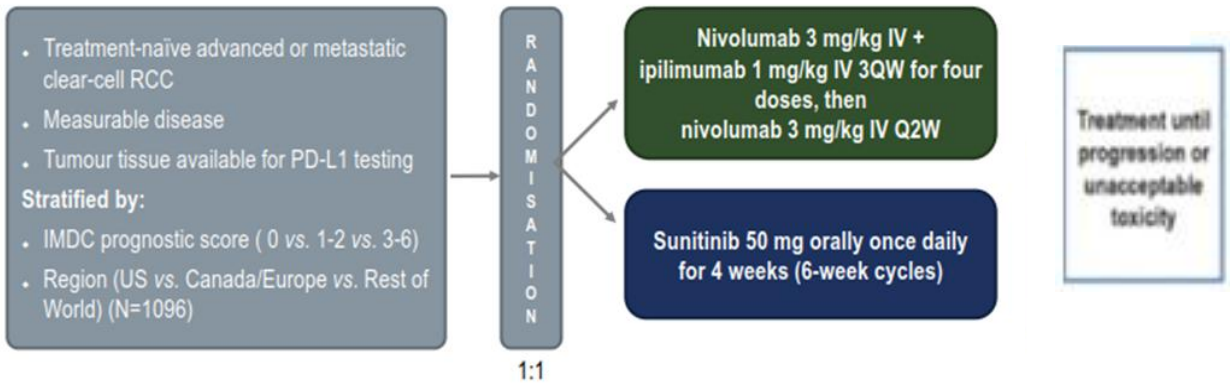 • Treatment-naïve advanced or metastatic
clear-cell RCC
• Measurable disease
• Tumour tissue available for PD-L1 testing
Stratified by:
• IMDC prognostic score ( 0 vs. 1-2 vs. 3-6)
• Region (US vs. Canada/Europe vs. Rest of
World) (N=1096)
RANDOMISATION
1:1
Nivolumab 3 mg/kg IV +
ipilimumab 1 mg/kg IV 3QW for four
doses, then
nivolumab 3 mg/kg IV Q2W
Sunitinib 50 mg orally once daily
for 4 weeks (6-week cycles)
Treatment until
progression or
unacceptable
toxicity